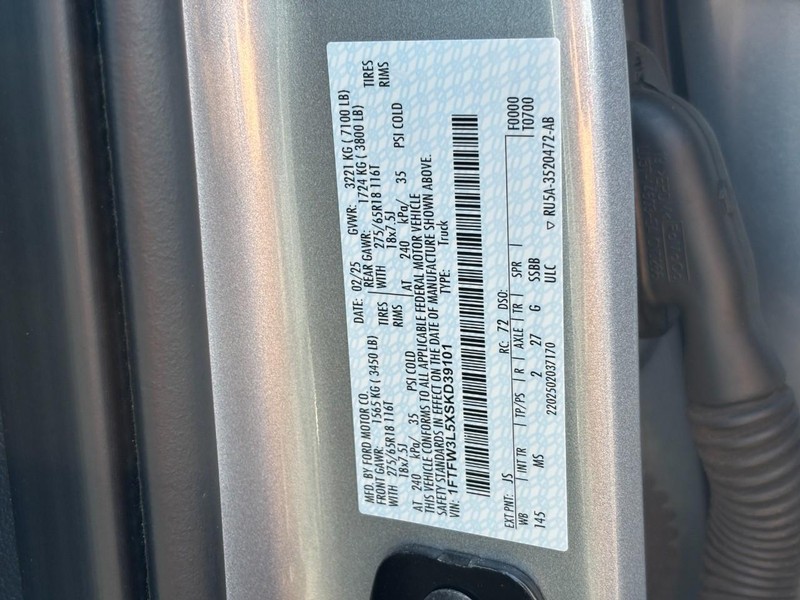 MFD. BY FORD MOTOR CO. DATE: 02/25 GVWR: 3221 KG ( 7100 LB)
FRONT GAWR: 1565 KG ( 3450 LB) REAR GAWR: 1724 KG ( 3800 LB)
WITH 275/65R18 116T TIRES WITH 275/65R18 116T TIRES
18x7.5J RIMS 18x7.5J RIMS
AT 240 kPa/ 35 PSI COLD AT 240 kPa/ 35 PSI COLD
THIS VEHICLE CONFORMS TO ALL APPLICABLE FEDERAL MOTOR VEHICLE
SAFETY STANDARDS IN EFFECT ON THE DATE OF MANUFACTURE SHOWN ABOVE.
VIN: 1FTFW3L5XSKD39101 TYPE: Truck
F0000
T0700
EXT PNT: JS RC: 72 DSO:
WB INT TR TP/PS R AXLE TR SPR
145 MS 2 27 G SSBB
2202502037170 ULC
▽ RU5A-3520472-AB